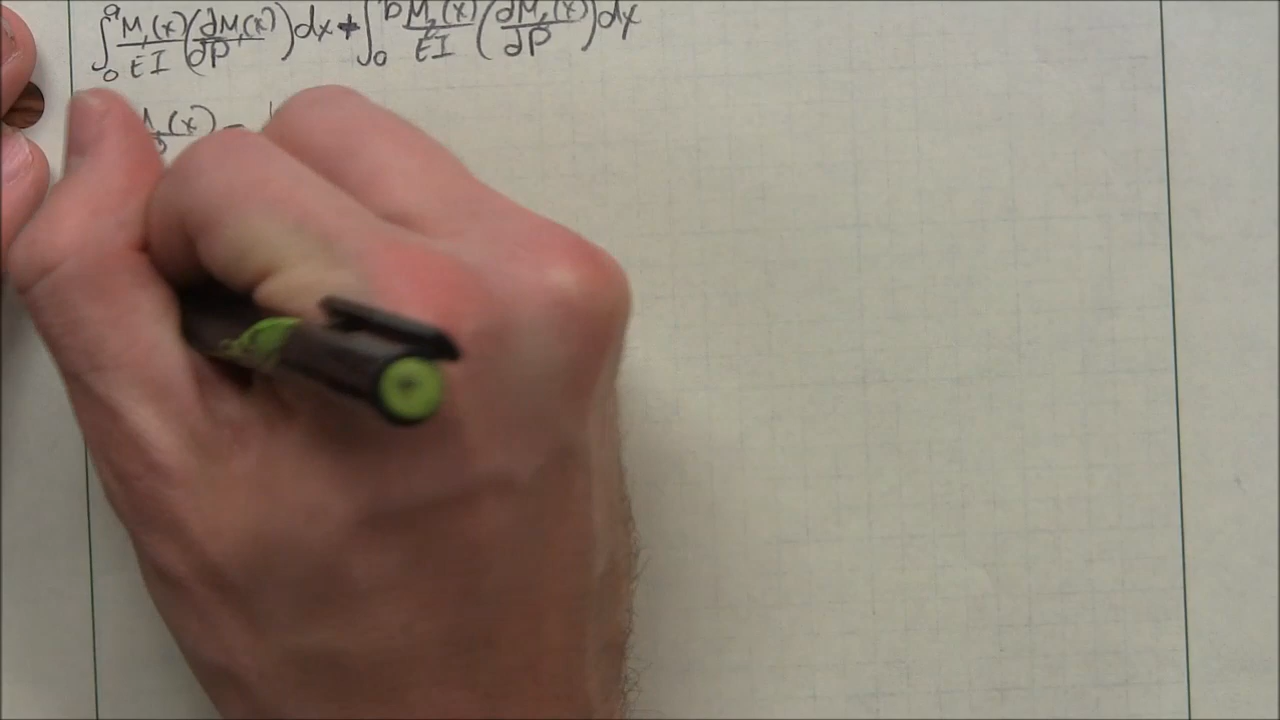 ∫₀ᵃ M₁(x)/EI (∂M₁(x)/∂P) dx + ∫₀ᵇ M₂(x)/EI (∂M₂(x)/∂P) dx
(x) =